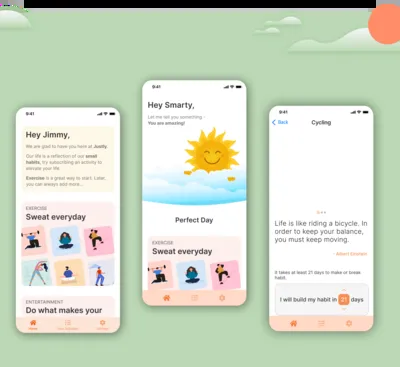 9:41
Hey Jimmy,
We are glad to have you here at Justly.
Our life is a reflection of our small
habits, try subscribing an activity to
elevate your life.
Exercise is a great way to start. Later,
you can always add more...
EXERCISE
Sweat everyday
ENTERTAINMENT
Do what makes your
Home
9:41
Hey Smarty,
Let me tell you something -
You are amazing!
Perfect Day
EXERCISE
Sweat everyday
9:41
Back
Cycling
Life is like riding a bicycle. In
order to keep your balance,
you must keep moving.
- Albert Einstein
It takes at least 21 days to make or break
habit.
I will build my habit in 21 days